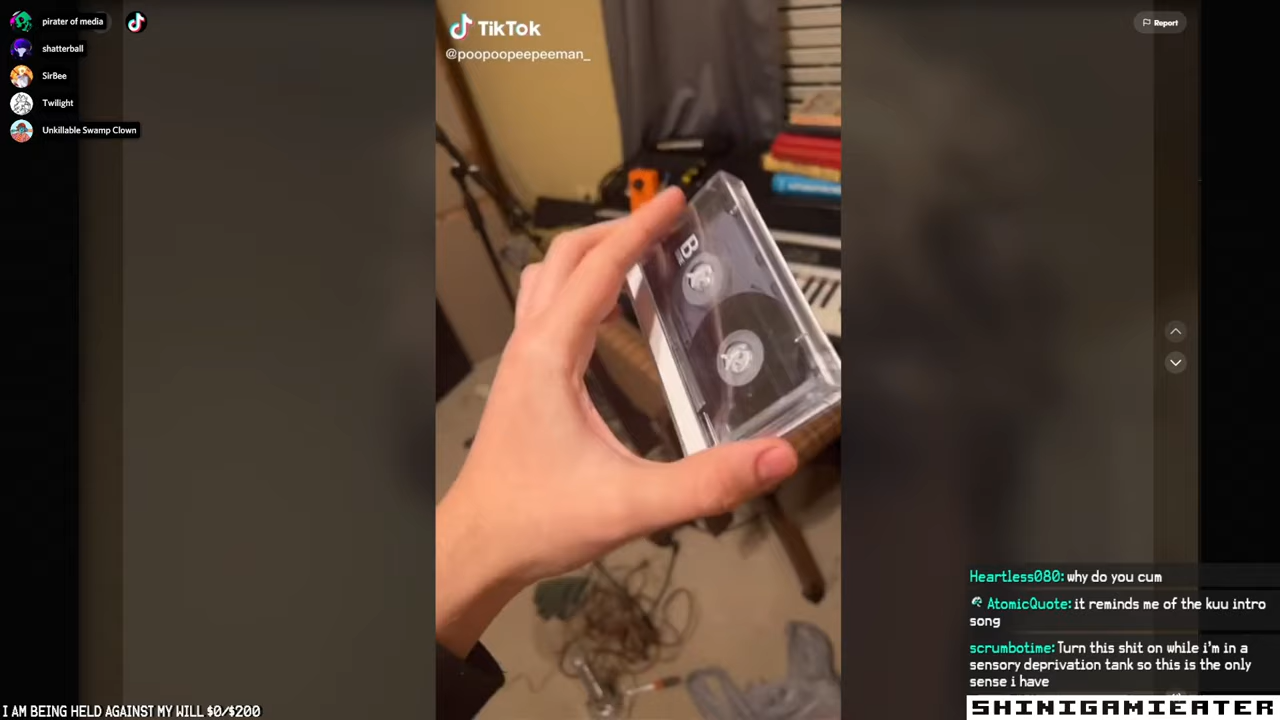 pirater of media
shatterball
SirBee
Twilight
Unkillable Swamp Clown
TikTok
@poopoopeepeeman_
Report
B
Heartless080: why do you cum
AtomicQuote: it reminds me of the kuu intro
song
scrumbotime: Turn this shit on while i'm in a
sensory deprivation tank so this is the only
sense i have
I AM BEING HELD AGAINST MY WILL $0/$200
SHINIGAMIEATER